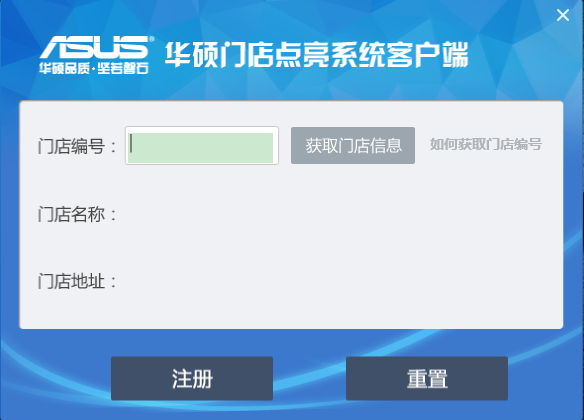 ASUS 华硕门店点亮系统客户端
华硕品质·坚若磐石
门店编号： 获取门店信息 如何获取门店编号
门店名称：
门店地址：
注册 重置